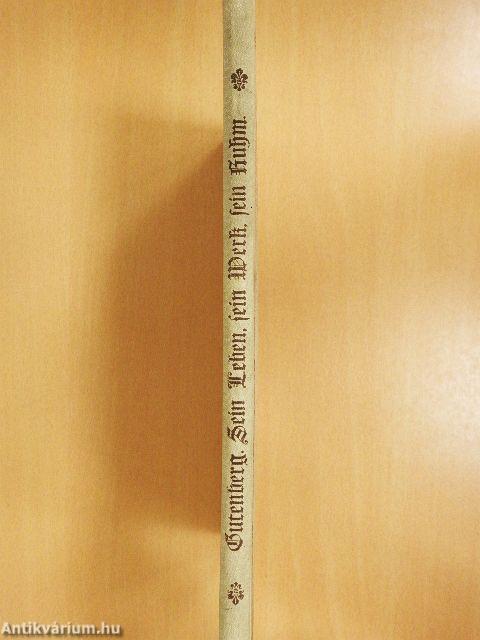 Gutenberg. Sein Leben, sein Werk, sein Ruhm.
Antikvárium.hu